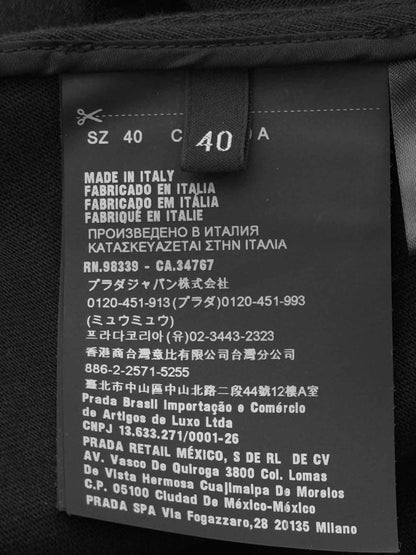 SZ 40 C
40
A
MADE IN ITALY
FABRICADO EN ITALIA
FABRICADO EM ITÁLIA
FABRIQUÉ EN ITALIE
ПРОИЗВЕДЕНО В ИТАЛИЯ
ΚΑΤΑΣΚΕΥΑΖΕΤΑΙ ΣΤΗΝ ΙΤΑΛΙΑ
RN.98339 - CA.34767
プラダジャパン株式会社
0120-451-913 (プラダ) 0120-451-993
(ミュウミュウ)
프라다코리아 (유) 02-3443-2323
香港商台灣意比有限公司台灣分公司
886-2-2571-5255
臺北市中山區中山北路二段44號12樓A室
Prada Brasil Importação e Comércio
de Artigos de Luxo Ltda
CNPJ 13.633.271/0001-26
PRADA RETAIL MÉXICO, S DE RL DE CV
AV. Vasco De Quiroga 3800 Col. Lomas
De Vista Hermosa Cuajimalpa De Morelos
C.P. 05100 Ciudad De México-México
PRADA SPA Via Fogazzaro,28 20135 Milano